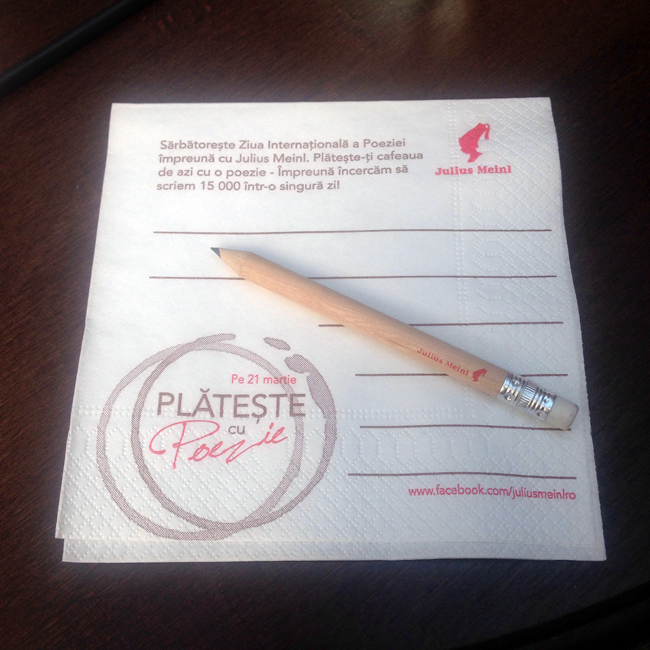 Sărbătorește Ziua Internațională a Poeziei
împreună cu Julius Meinl. Plătește-ți cafeaua
de azi cu o poezie - Împreună încercăm să
scriem 15 000 într-o singură zi!
Julius Meinl
Julius Meinl
Pe 21 martie
PLĂTEȘTE
cu
Poezie
www.facebook.com/juliusmeinlro